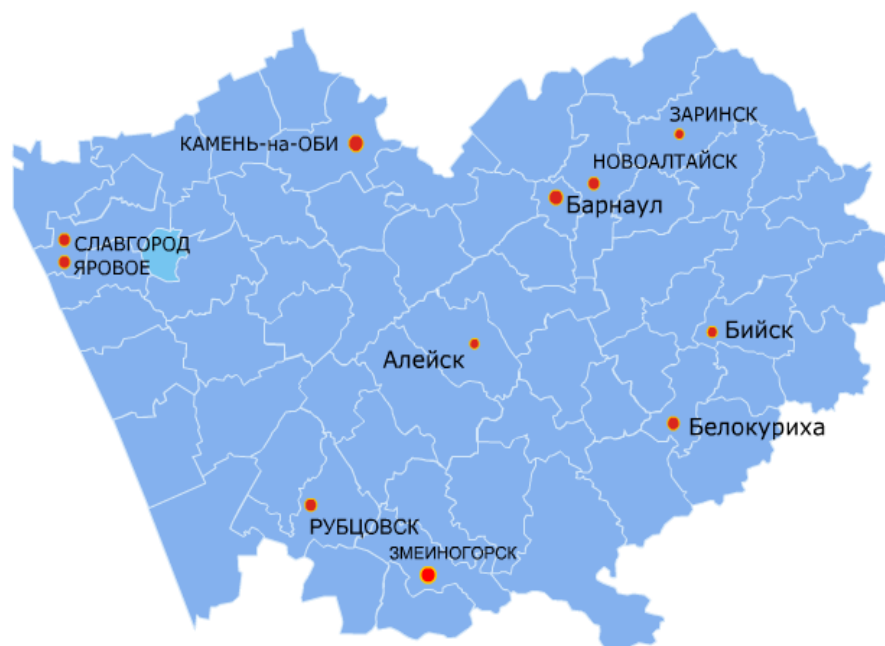 ЗАРИНСК
КАМЕНЬ-на-ОБИ
НОВОАЛТАЙСК
Барнаул
СЛАВГОРОД
ЯРОВОЕ
Бийск
Алейск
Белокуриха
РУБЦОВСК
ЗМЕИНОГОРСК